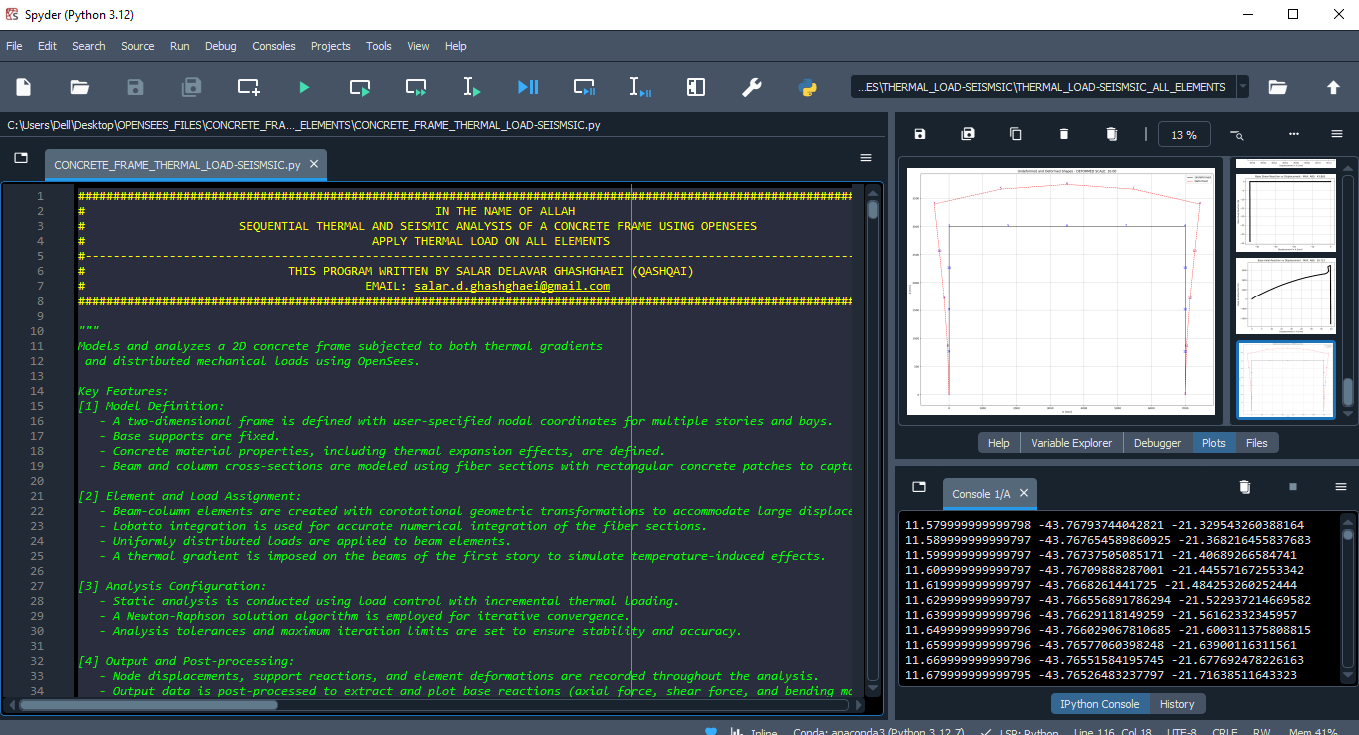 Spyder (Python 3.12)
File Edit Search Source Run Debug Consoles Projects Tools View Help
...ES\THERMAL_LOAD-SEISMSIC\THERMAL_LOAD-SEISMSIC_ALL_ELEMENTS
C:\Users\Dell\Desktop\OPENSEES_FILES\CONCRETE_FRA..._ELEMENTS\CONCRETE_FRAME_THERMAL_LOAD-SEISMSIC.py
CONCRETE_FRAME_THERMAL_LOAD-SEISMSIC.py
1 ##############################################################################################################
2 # IN THE NAME OF ALLAH
3 # SEQUENTIAL THERMAL AND SEISMIC ANALYSIS OF A CONCRETE FRAME USING OPENSEES
4 # APPLY THERMAL LOAD ON ALL ELEMENTS
5 #-------------------------------------------------------------------------------------------------------------
6 # THIS PROGRAM WRITTEN BY SALAR DELAVAR GHASHGHAEI (QASHQAI)
7 # EMAIL: salar.d.ghashghaei@gmail.com
8 ##############################################################################################################
9
10 """
11 Models and analyzes a 2D concrete frame subjected to both thermal gradients
12 and distributed mechanical loads using OpenSees.
13
14 Key Features:
15 [1] Model Definition:
16 - A two-dimensional frame is defined with user-specified nodal coordinates for multiple stories and bays.
17 - Base supports are fixed.
18 - Concrete material properties, including thermal expansion effects, are defined.
19 - Beam and column cross-sections are modeled using fiber sections with rectangular concrete patches to captu
20
21 [2] Element and Load Assignment:
22 - Beam-column elements are created with corotational geometric transformations to accommodate large displace
23 - Lobatto integration is used for accurate numerical integration of the fiber sections.
24 - Uniformly distributed loads are applied to beam elements.
25 - A thermal gradient is imposed on the beams of the first story to simulate temperature-induced effects.
26
27 [3] Analysis Configuration:
28 - Static analysis is conducted using load control with incremental thermal loading.
29 - A Newton-Raphson solution algorithm is employed for iterative convergence.
30 - Analysis tolerances and maximum iteration limits are set to ensure stability and accuracy.
31
32 [4] Output and Post-processing:
33 - Node displacements, support reactions, and element deformations are recorded throughout the analysis.
34 - Output data is post-processed to extract and plot base reactions (axial force, shear force, and bending mo
13 %
Undeformed and Deformed Shapes - DEFORMED SCALE: 10.00
Help Variable Explorer Debugger Plots Files
Console 1/A
11.579999999999798 -43.76793744042821 -21.329543260388164
11.589999999999797 -43.767654589860925 -21.368216455837683
11.599999999999797 -43.76737505085171 -21.40689266584741
11.609999999999797 -43.76709888287001 -21.445571672553342
11.619999999999797 -43.7668261441725 -21.484253260252444
11.629999999999797 -43.766556891786294 -21.522937214669582
11.639999999999796 -43.76629118149259 -21.56162332345957
11.649999999999796 -43.766029067810685 -21.600311375808815
11.659999999999796 -43.76577060398248 -21.63900116311561
11.669999999999796 -43.76551584195745 -21.677692478226163
11.679999999999795 -43.76526483237797 -21.71638511643323
IPython Console History
Inline Conda: anaconda3 (Python 3.12.7) LSP: Python Line 116, Col 18 UTF-8 CRLF RW Mem 41%